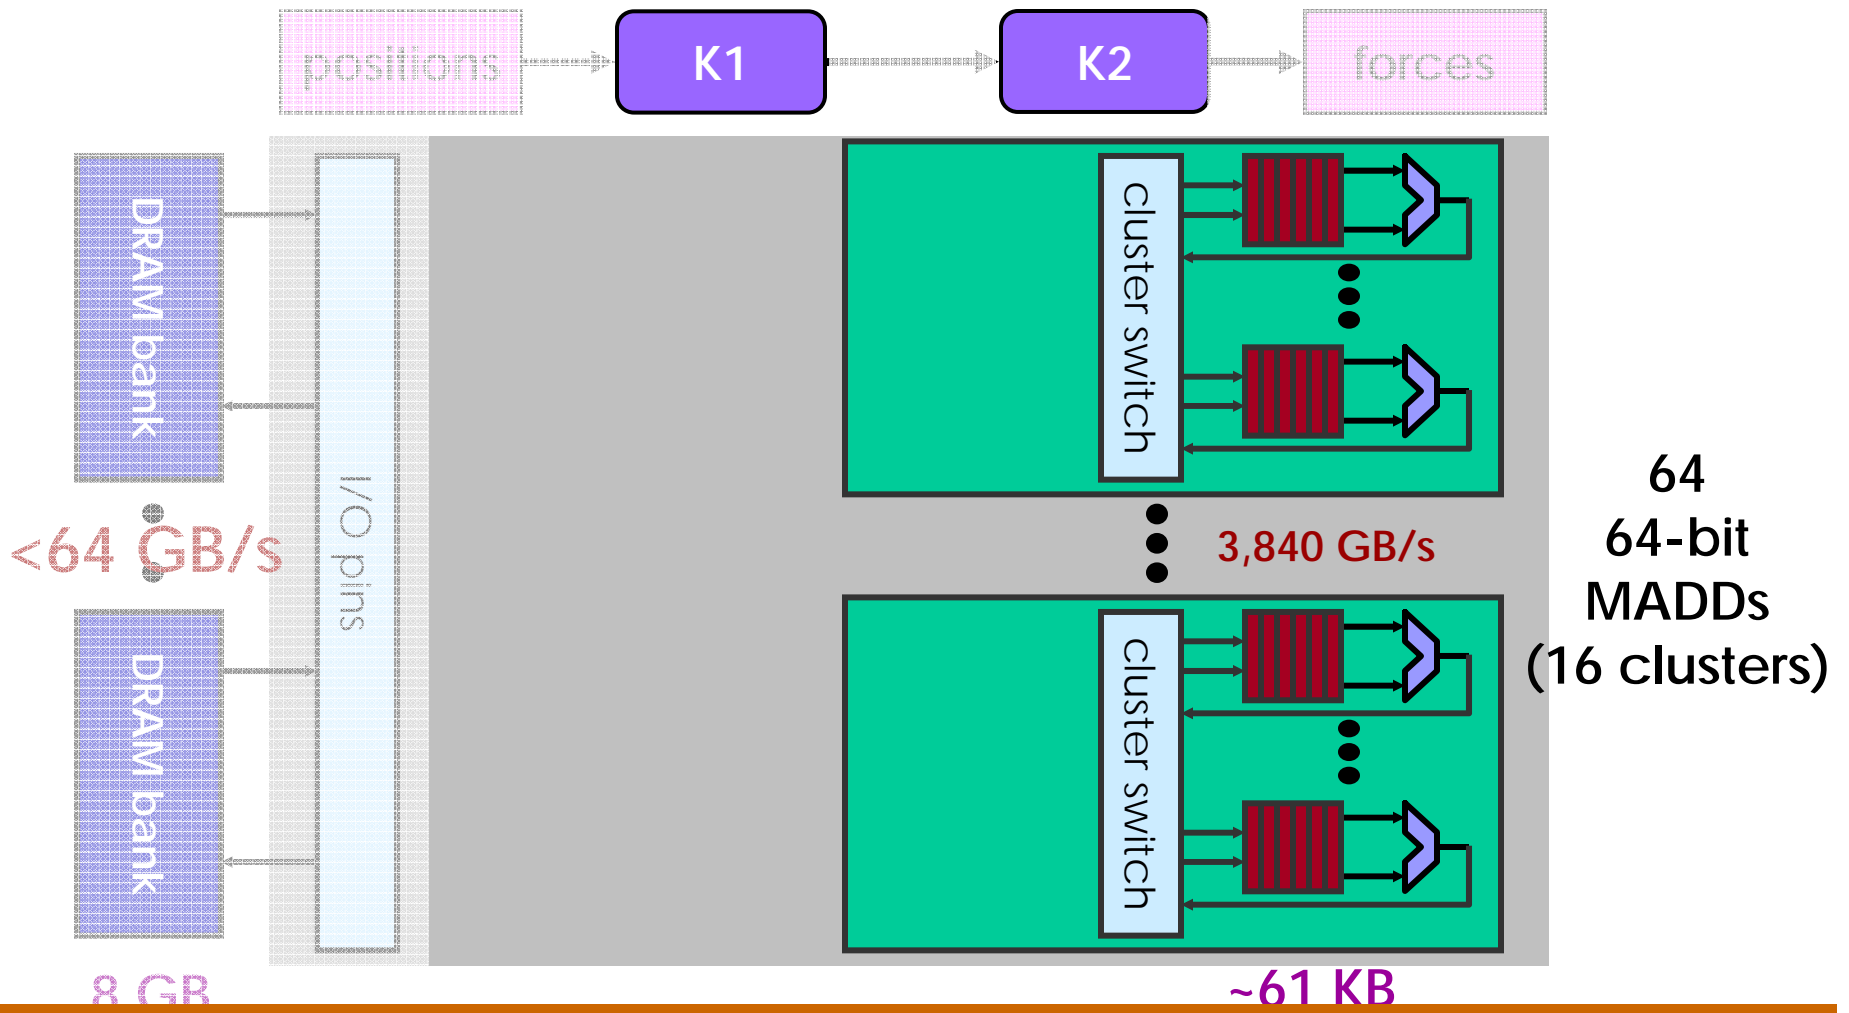 positions
K1
K2
forces
DRAM bank
I/O pins
cluster switch
<64 GB/s
3,840 GB/s
64
64-bit
MADDs
(16 clusters)
DRAM bank
cluster switch
8 GB
~61 KB